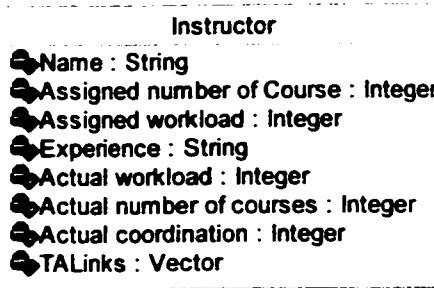 Instructor
Name : String
Assigned number of Course : Integer
Assigned workload : Integer
Experience : String
Actual workload : Integer
Actual number of courses : Integer
Actual coordination : Integer
TALinks : Vector